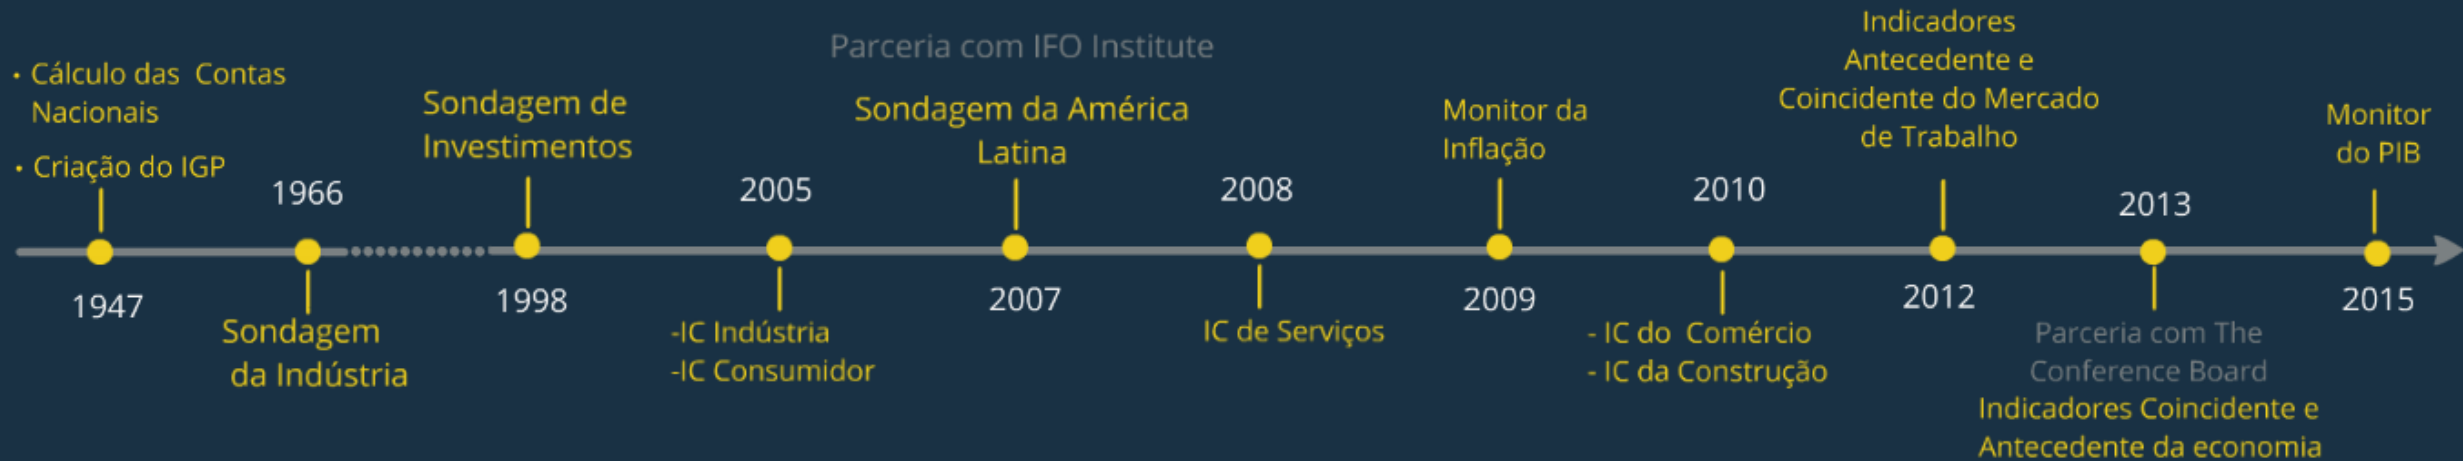 • Cálculo das Contas
Nacionais
• Criação do IGP
1947
1966
Sondagem
da Indústria
Sondagem de
Investimentos
1998
2005
-IC Indústria
-IC Consumidor
Parceria com IFO Institute
Sondagem da América
Latina
2007
2008
IC de Serviços
Monitor da
Inflação
2009
2010
- IC do Comércio
- IC da Construção
Indicadores
Antecedente e
Coincidente do Mercado
de Trabalho
2012
2013
Parceria com The
Conference Board
Indicadores Coincidente e
Antecedente da economia
Monitor
do PIB
2015